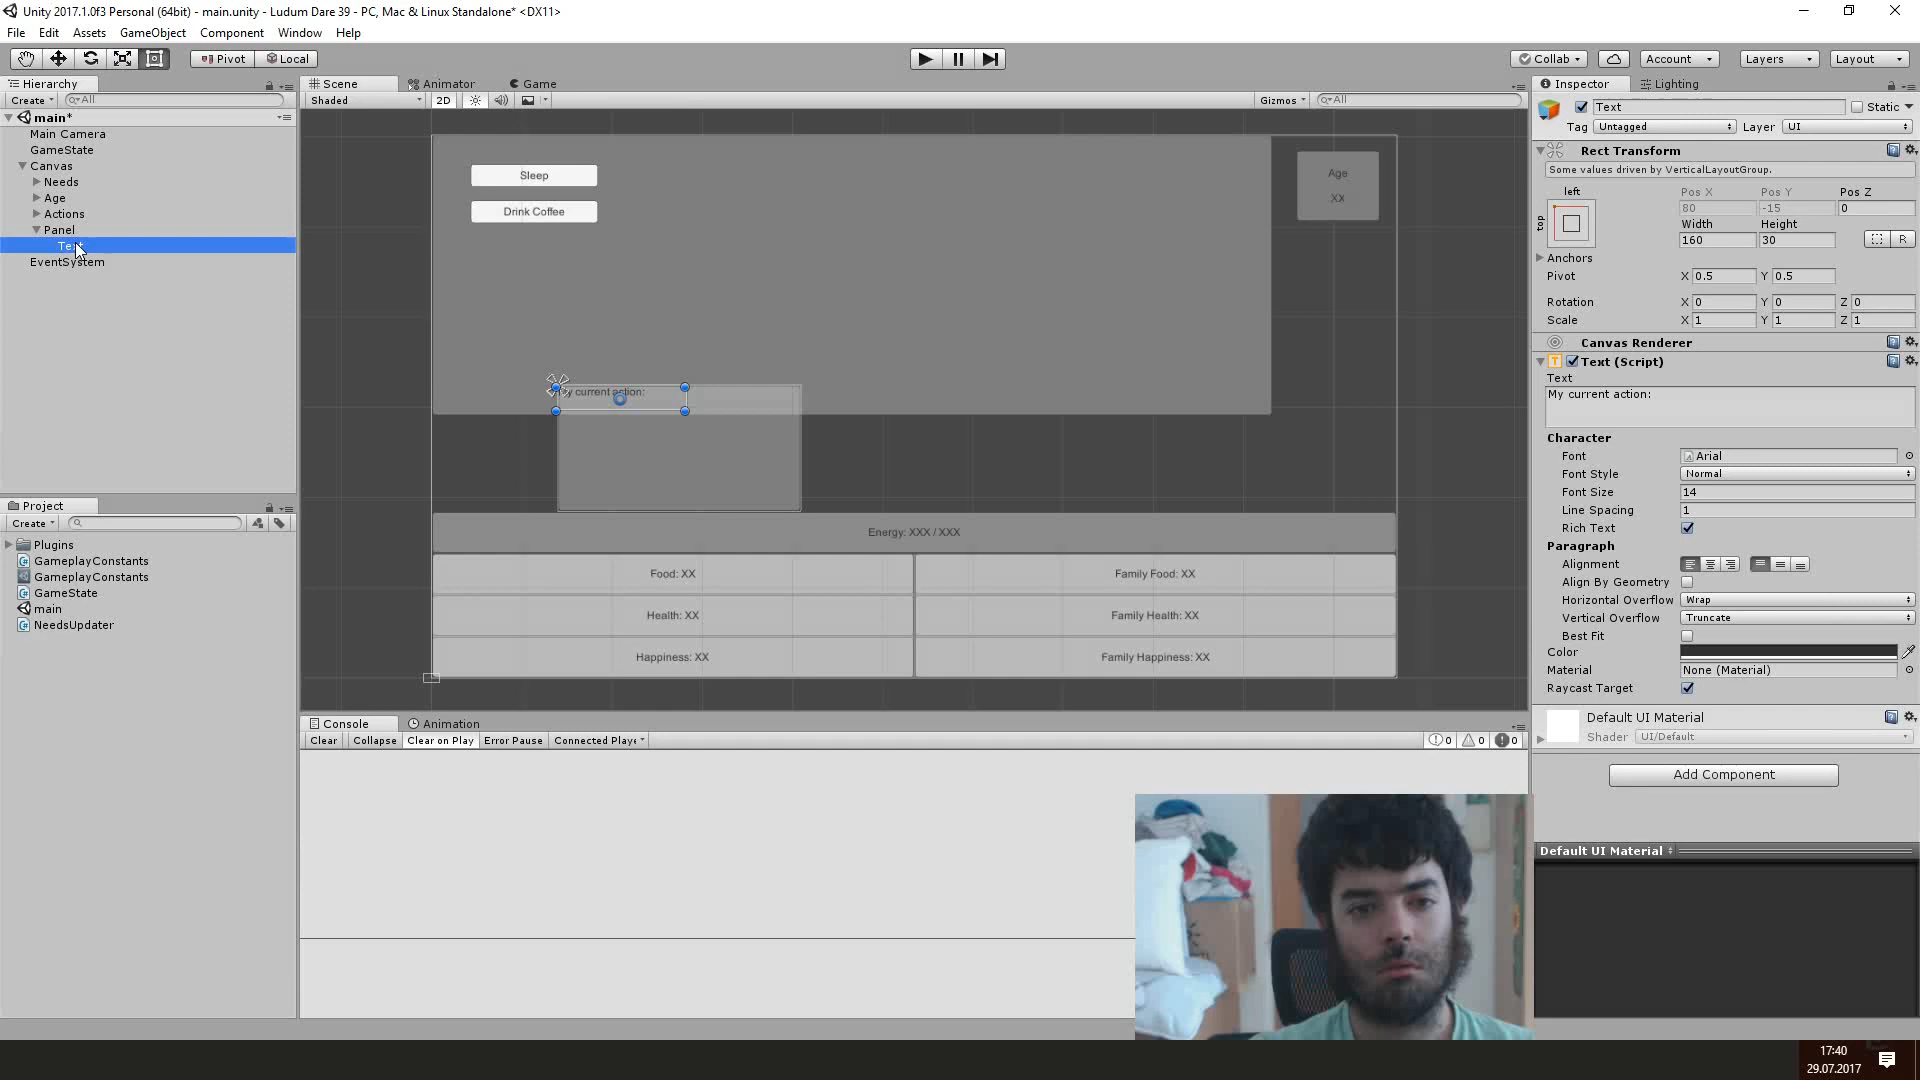 Unity 2017.1.0f3 Personal (64bit) - main.unity - Ludum Dare 39 - PC, Mac & Linux Standalone* <DX11>
File Edit Assets GameObject Component Window Help
Pivot Local Collab Account Layers Layout
Hierarchy
Create All
main*
Main Camera
GameState
Canvas
Needs
Age
Actions
Panel
EventSystem
Project
Create
Plugins
GameplayConstants
GameplayConstants
GameState
main
NeedsUpdater
Scene Animator Game
Shaded 2D Gizmos All
Sleep
Drink Coffee
Age
XX
current action:
Energy: XXX / XXX
Food: XX Family Food: XX
Health: XX Family Health: XX
Happiness: XX Family Happiness: XX
Console Animation
Clear Collapse Clear on Play Error Pause Connected Playe 0 0 0
Inspector Lighting
Text Static
Tag Untagged Layer UI
Rect Transform
Some values driven by VerticalLayoutGroup.
left Pos X Pos Y Pos Z
top 80 -15 0
Width Height
160 30 R
Anchors
Pivot X 0.5 Y 0.5
Rotation X 0 Y 0 Z 0
Scale X 1 Y 1 Z 1
Canvas Renderer
Text (Script)
Text
My current action:
Character
Font Arial
Font Style Normal
Font Size 14
Line Spacing 1
Rich Text
Paragraph
Alignment
Align By Geometry
Horizontal Overflow Wrap
Vertical Overflow Truncate
Best Fit
Color
Material None (Material)
Raycast Target
Default UI Material
Shader UI/Default
Add Component
Default UI Material
17:40
29.07.2017